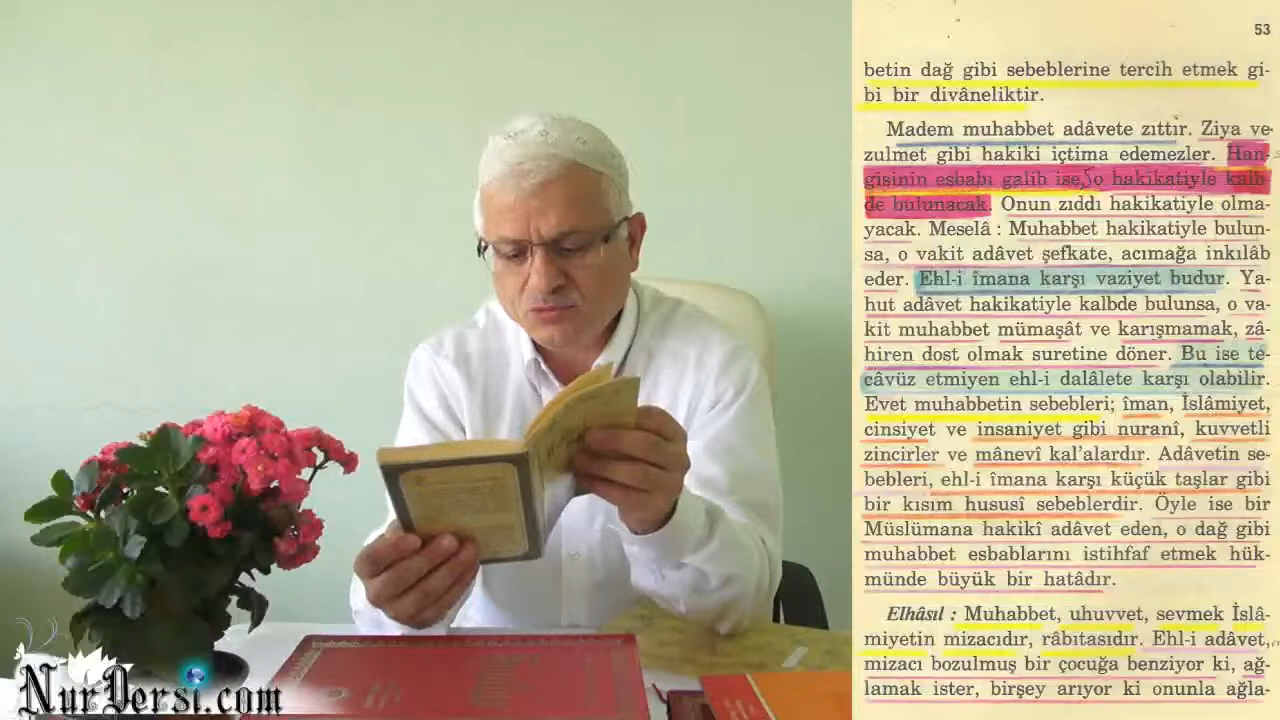 53
betin dağ gibi sebeblerine tercih etmek gi-
bi bir divâneliktir.
Madem muhabbet adâvete zıttır. Ziya ve
zulmet gibi hakiki içtima edemezler. Han-
gisinin esbabı galib ise, o hakikatiyle kalb-
de bulunacak. Onun zıddı hakikatiyle olma-
yacak. Meselâ : Muhabbet hakikatiyle bulun-
sa, o vakit adâvet şefkate, acımağa inkılâb
eder. Ehl-i îmana karşı vaziyet budur. Ya-
hut adâvet hakikatiyle kalbde bulunsa, o va-
kit muhabbet mümaşât ve karışmamak, zâ-
hiren dost olmak suretine döner. Bu ise te-
câvüz etmiyen ehl-i dalâlete karşı olabilir.
Evet muhabbetin sebebleri; îman, İslâmiyet,
cinsiyet ve insaniyet gibi nuranî, kuvvetli
zincirler ve mânevî kal'alardır. Adâvetin se-
bebleri, ehl-i îmana karşı küçük taşlar gibi
bir kısım hususî sebeblerdir. Öyle ise bir
Müslümana hakikî adâvet eden, o dağ gibi
muhabbet esbablarını istihfaf etmek hük-
münde büyük bir hatâdır.
Elhâsıl : Muhabbet, uhuvvet, sevmek İslâ-
miyetin mizacıdır, râbıtasıdır. Ehl-i adâvet,
mizacı bozulmuş bir çocuğa benziyor ki, ağ-
lamak ister, birşey arıyor ki onunla ağla-
NurDersi.com